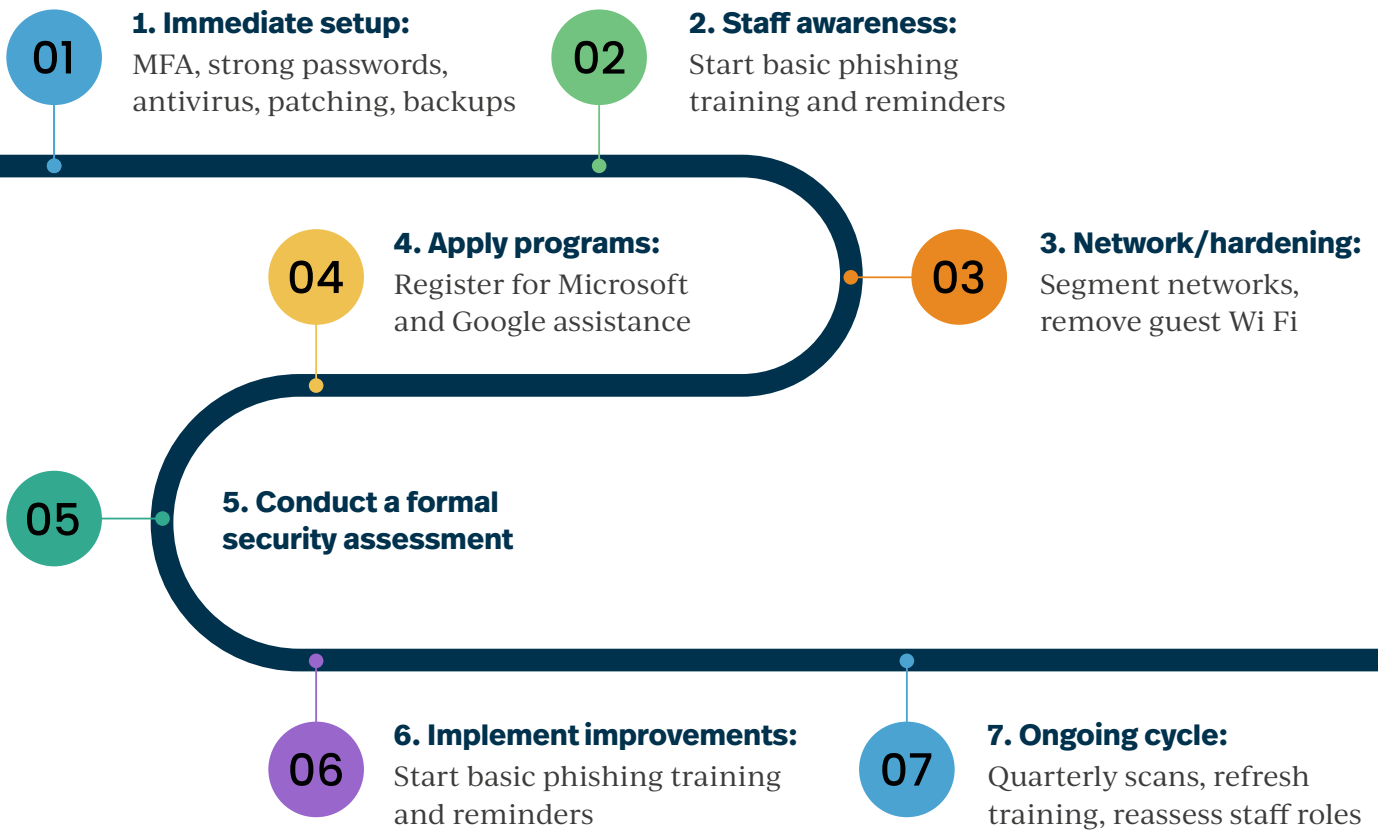 01
1. Immediate setup:
MFA, strong passwords,
antivirus, patching, backups
02
2. Staff awareness:
Start basic phishing
training and reminders
03
3. Network/hardening:
Segment networks,
remove guest Wi Fi
04
4. Apply programs:
Register for Microsoft
and Google assistance
05
5. Conduct a formal
security assessment
06
6. Implement improvements:
Start basic phishing training
and reminders
07
7. Ongoing cycle:
Quarterly scans, refresh
training, reassess staff roles